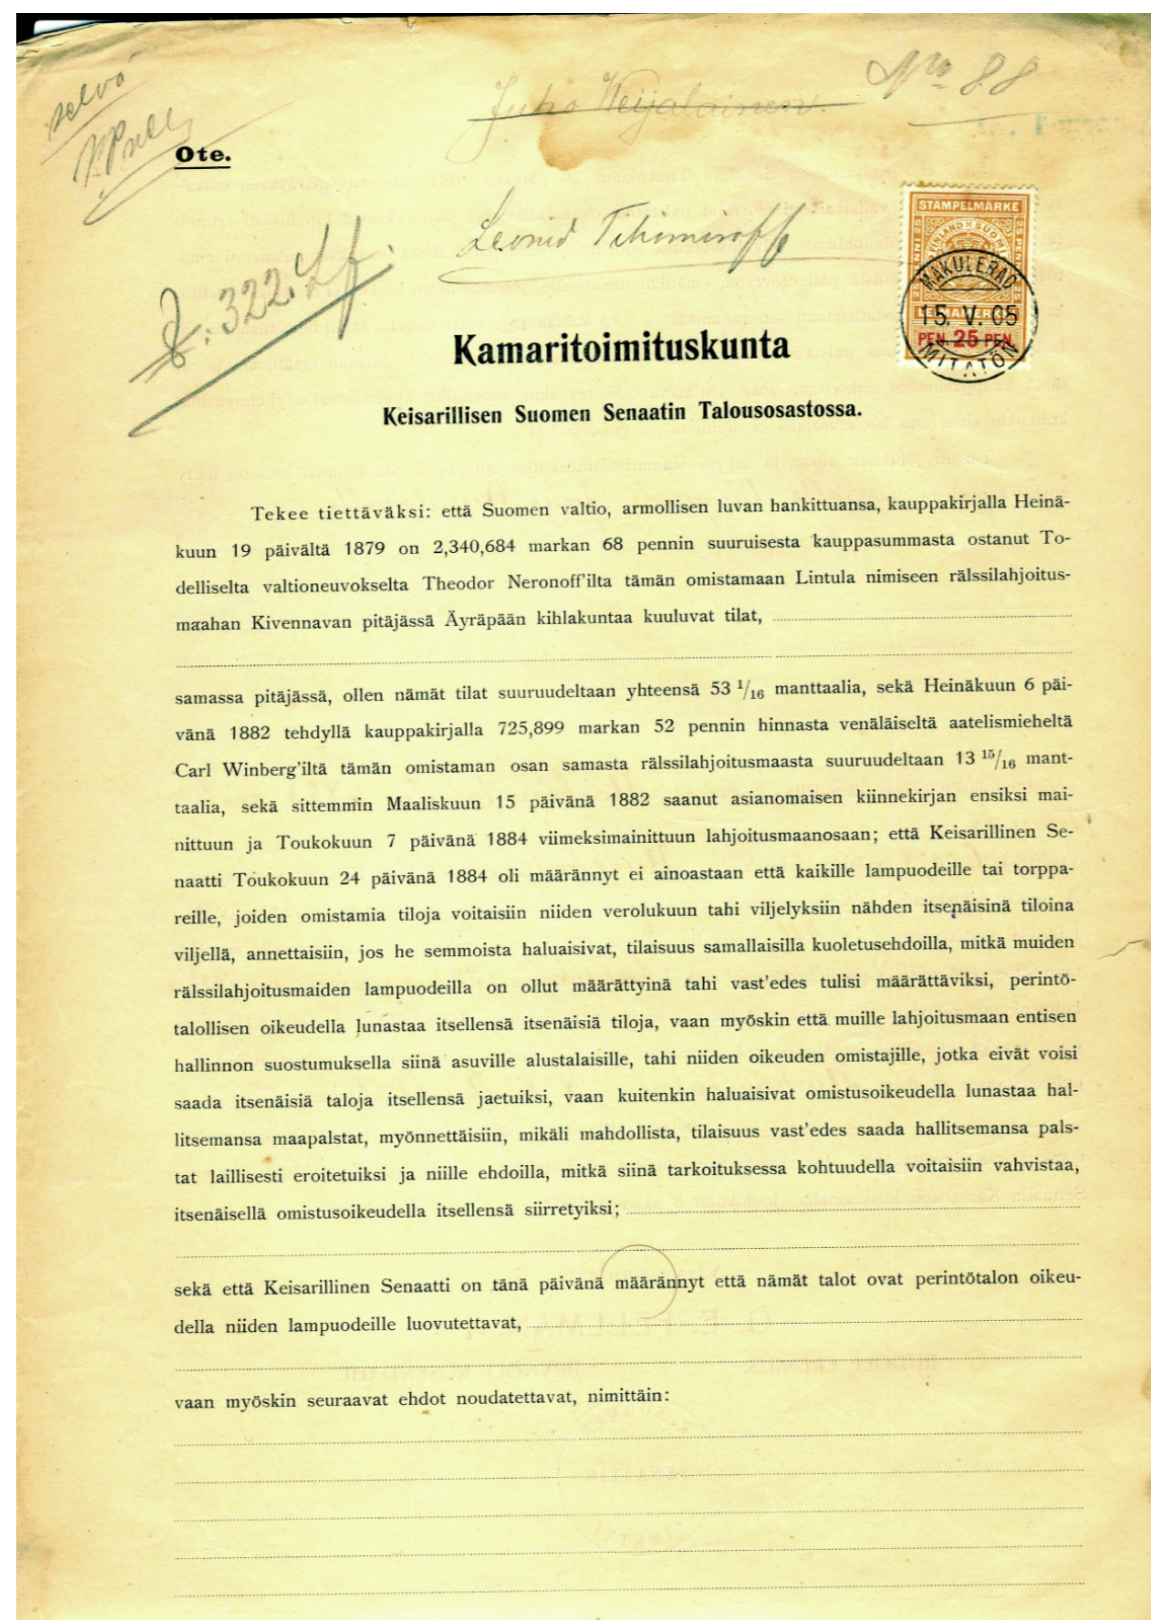 selvä
Juho Weijalainen
No 88
Ote.
Leonid Tihimiroff
322.
STÄMPELMÄRKE
FINLAND SUOMI
MAKULERAD
15. V. 05
PEN. 25 PEN.
MITÄTÖN
Kamaritoimituskunta
Keisarillisen Suomen Senaatin Talousosastossa.
Tekee tiettäväksi: että Suomen valtio, armollisen luvan hankittuansa, kauppakirjalla Heinä-
kuun 19 päivältä 1879 on 2,340,684 markan 68 pennin suuruisesta kauppasummasta ostanut To-
delliselta valtioneuvokselta Theodor Neronoff'ilta tämän omistamaan Lintula nimiseen rälssilahjoitus-
maahan Kivennavan pitäjässä Äyräpään kihlakuntaa kuuluvat tilat,
samassa pitäjässä, ollen nämät tilat suuruudeltaan yhteensä 53 1/16 manttaalia, sekä Heinäkuun 6 päi-
vänä 1882 tehdyllä kauppakirjalla 725,899 markan 52 pennin hinnasta venäläiseltä aatelismieheltä
Carl Winberg'iltä tämän omistaman osan samasta rälssilahjoitusmaasta suuruudeltaan 13 15/16 mant-
taalia, sekä sittemmin Maaliskuun 15 päivänä 1882 saanut asianomaisen kiinnekirjan ensiksi mai-
nittuun ja Toukokuun 7 päivänä 1884 viimeksimainittuun lahjoitusmaanosaan; että Keisarillinen Se-
naatti Toukokuun 24 päivänä 1884 oli määrännyt ei ainoastaan että kaikille lampuodeille tai torppa-
reille, joiden omistamia tiloja voitaisiin niiden verolukuun tahi viljelyksiin nähden itsenäisinä tiloina
viljellä, annettaisiin, jos he semmoista haluaisivat, tilaisuus samallaisilla kuoletusehdoilla, mitkä muiden
rälssilahjoitusmaiden lampuodeilla on ollut määrättyinä tahi vast'edes tulisi määrättäviksi, perintö-
talollisen oikeudella lunastaa itsellensä itsenäisiä tiloja, vaan myöskin että muille lahjoitusmaan entisen
hallinnon suostumuksella siinä asuville alustalaisille, tahi niiden oikeuden omistajille, jotka eivät voisi
saada itsenäisiä taloja itsellensä jaetuiksi, vaan kuitenkin haluaisivat omistusoikeudella lunastaa hal-
litsemansa maapalstat, myönnettäisiin, mikäli mahdollista, tilaisuus vast'edes saada hallitsemansa pals-
tat laillisesti eroitetuiksi ja niille ehdoilla, mitkä siinä tarkoituksessa kohtuudella voitaisiin vahvistaa,
itsenäisellä omistusoikeudella itsellensä siirretyiksi;
sekä että Keisarillinen Senaatti on tänä päivänä määrännyt että nämät talot ovat perintötalon oikeu-
della niiden lampuodeille luovutettavat,
vaan myöskin seuraavat ehdot noudatettavat, nimittäin: